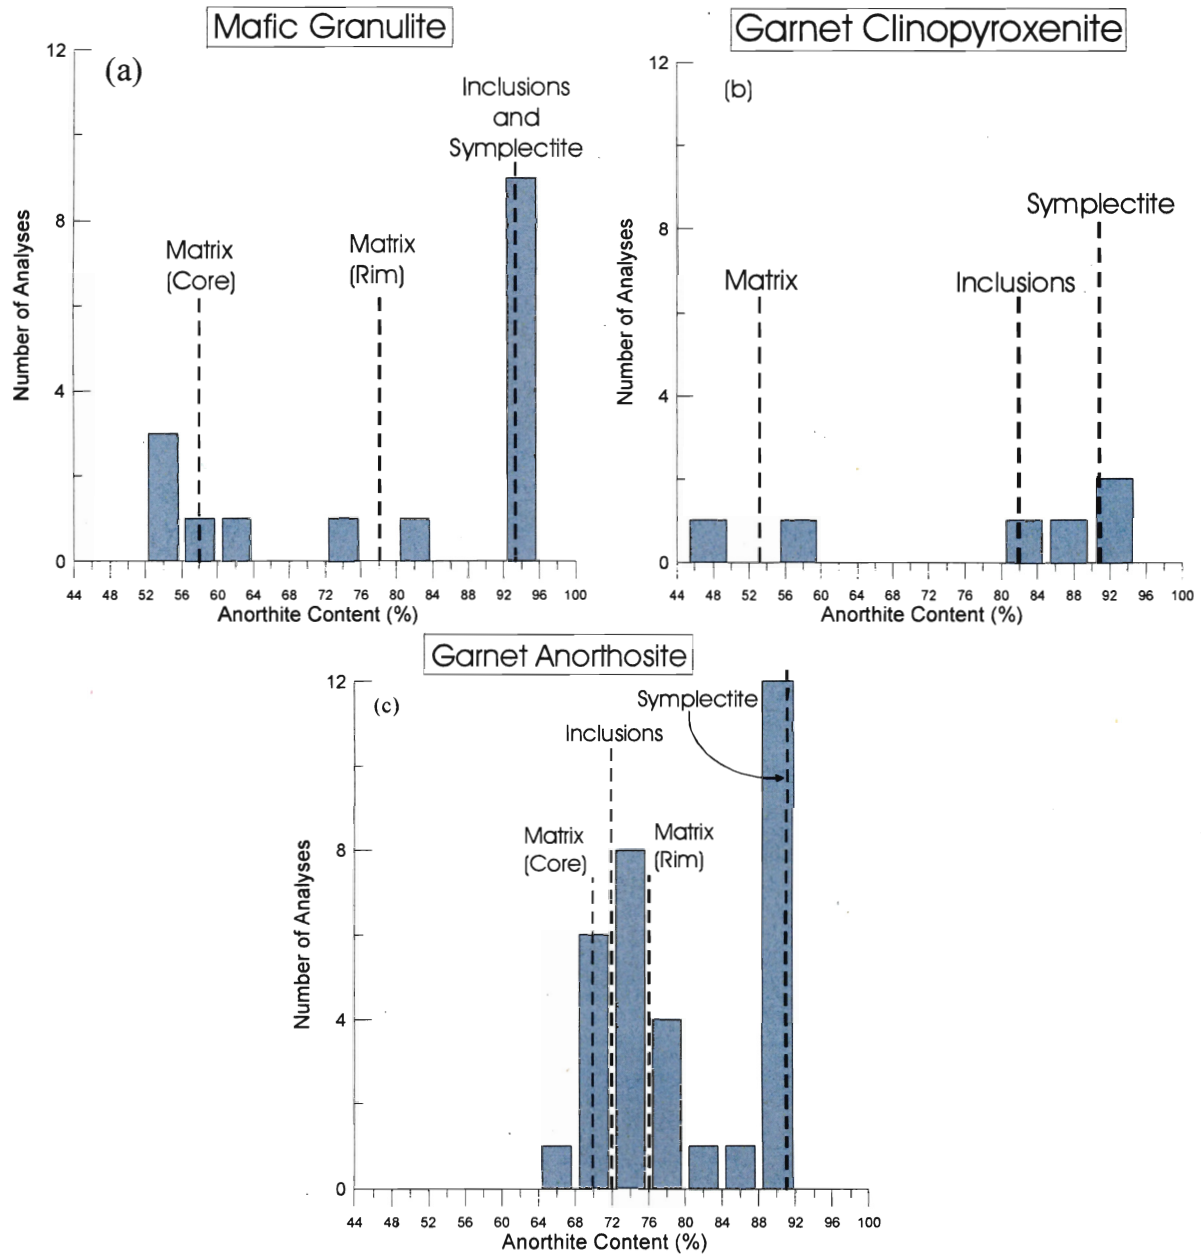 Mafic Granulite
(a)
12
8
4
0
Number of Analyses
Matrix
(Core)
Matrix
(Rim)
Inclusions
and
Symplectite
44 48 52 56 60 64 68 72 76 80 84 88 92 96 100
Anorthite Content (%)
Garnet Clinopyroxenite
(b)
12
8
4
0
Number of Analyses
Matrix
Inclusions
Symplectite
44 48 52 56 60 64 68 72 76 80 84 88 92 96 100
Anorthite Content (%)
Garnet Anorthosite
(c)
12
8
4
0
Number of Analyses
Symplectite
Inclusions
Matrix
(Core)
Matrix
(Rim)
44 48 52 56 60 64 68 72 76 80 84 88 92 96 100
Anorthite Content (%)